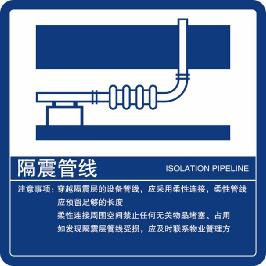 隔震管线
ISOLATION PIPELINE
注意事项：穿越隔震层的设备管线，应采用柔性连接，柔性管线
应预留足够的长度
柔性连接周围空间禁止任何无关物品堵塞、占用
如发现隔震层管线受损，应及时联系物业管理方